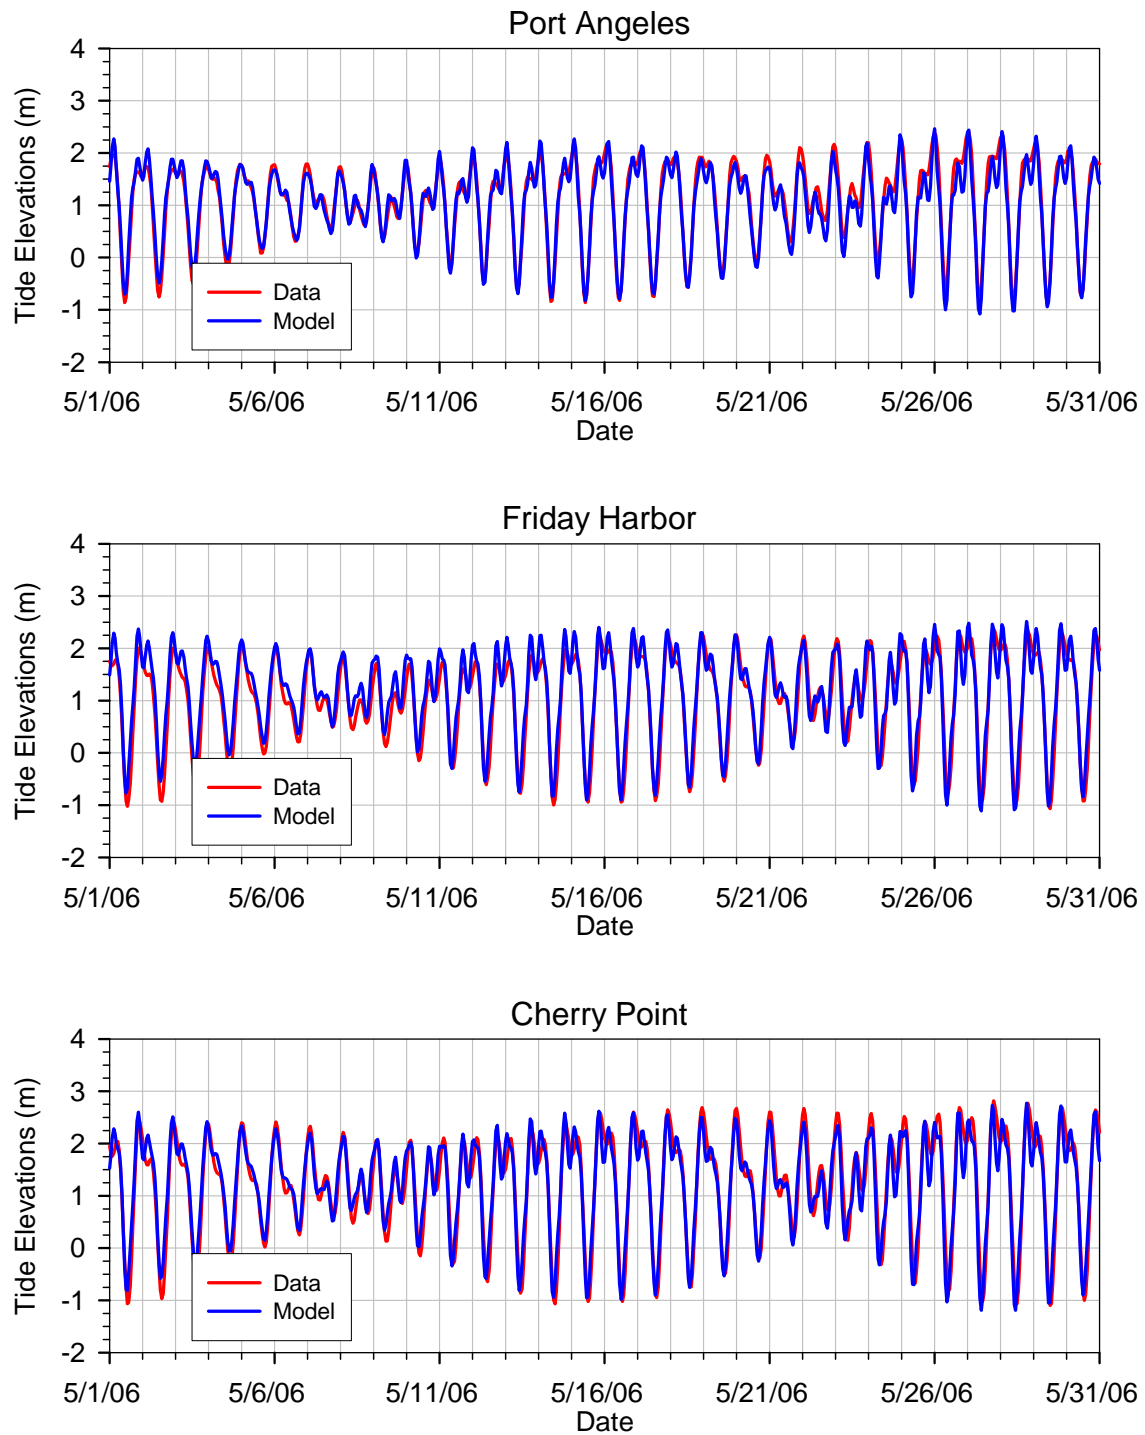 Port Angeles
Tide Elevations (m)
4
3
2
1
0
-1
-2
Data
Model
5/1/06 5/6/06 5/11/06 5/16/06 5/21/06 5/26/06 5/31/06
Date
Friday Harbor
Tide Elevations (m)
4
3
2
1
0
-1
-2
Data
Model
5/1/06 5/6/06 5/11/06 5/16/06 5/21/06 5/26/06 5/31/06
Date
Cherry Point
Tide Elevations (m)
4
3
2
1
0
-1
-2
Data
Model
5/1/06 5/6/06 5/11/06 5/16/06 5/21/06 5/26/06 5/31/06
Date